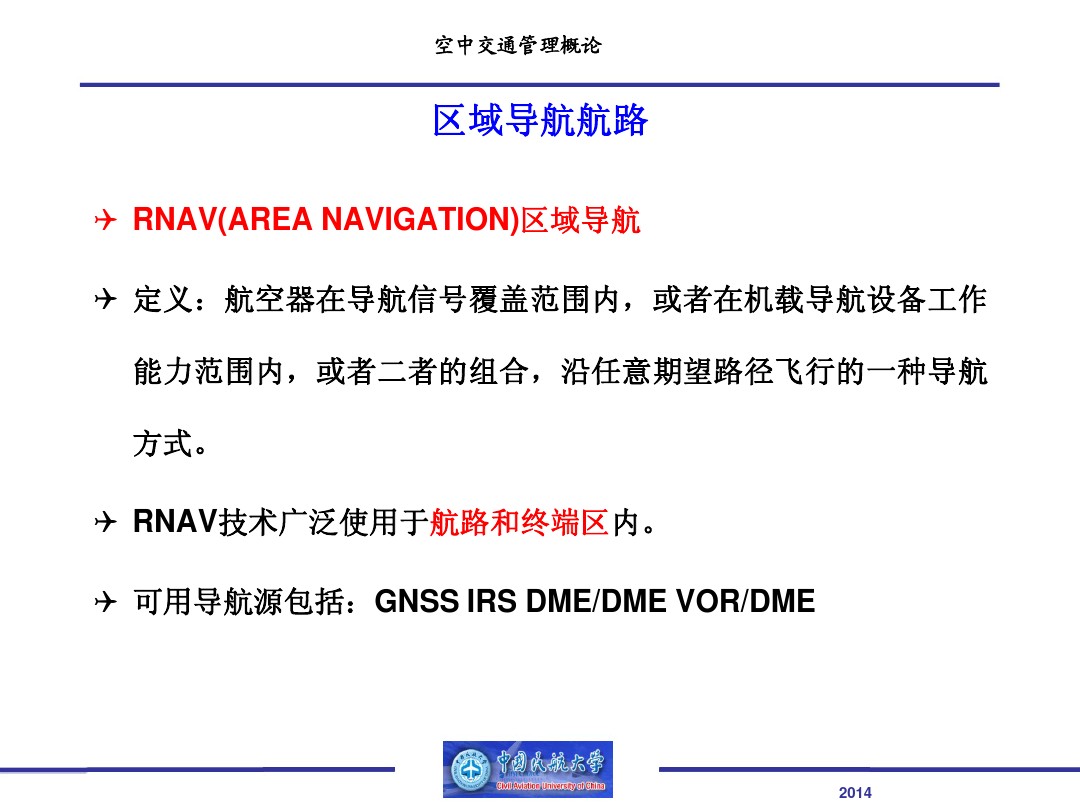 空中交通管理概论
区域导航航路
RNAV(AREA NAVIGATION)区域导航
定义：航空器在导航信号覆盖范围内，或者在机载导航设备工作
能力范围内，或者二者的组合，沿任意期望路径飞行的一种导航
方式。
RNAV技术广泛使用于航路和终端区内。
可用导航源包括：GNSS IRS DME/DME VOR/DME
中国民航大学
Civil Aviation University of China
2014